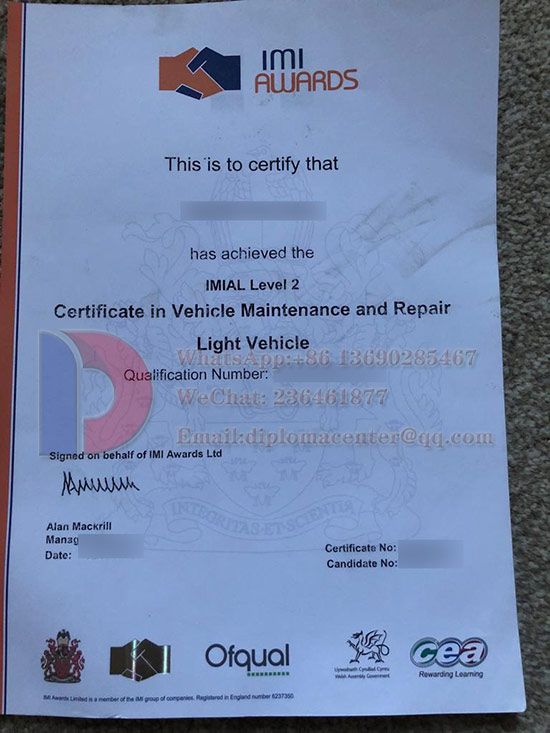 IMI
AWARDS
This is to certify that
has achieved the
IMIAL Level 2
Certificate in Vehicle Maintenance and Repair
Light Vehicle
WhatsApp:+86 13690285467
Qualification Number:
WeChat: 236461877
Email:diplomacenter@qq.com
Signed on behalf of IMI Awards Ltd
INTEGRITAS ET SCIENTIA
Alan Mackrill
Manag
Date:
Certificate No:
Candidate No:
Ofqual
Llywodraeth Cynulliad Cymru
Welsh Assembly Government
cea
Rewarding Learning
IMI Awards Limited is a member of the IMI group of companies. Registered in England number 6237350.